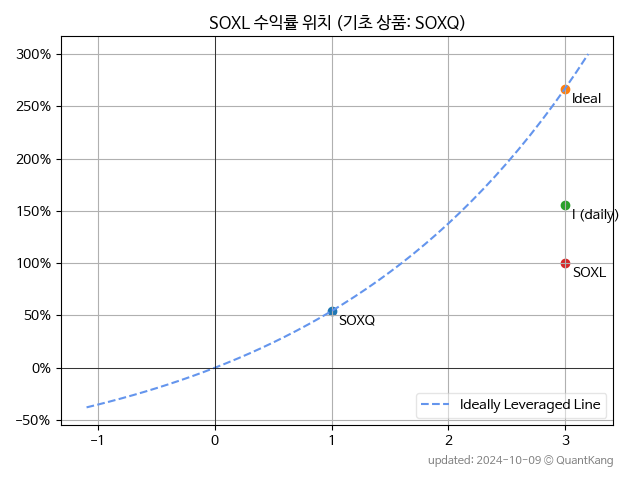 SOXL 수익률 위치 (기초 상품: SOXQ)
300%
250%
200%
150%
100%
50%
0%
−50%
Ideal
I (daily)
SOXL
SOXQ
Ideally Leveraged Line
−1
0
1
2
3
updated: 2024-10-09 © QuantKang